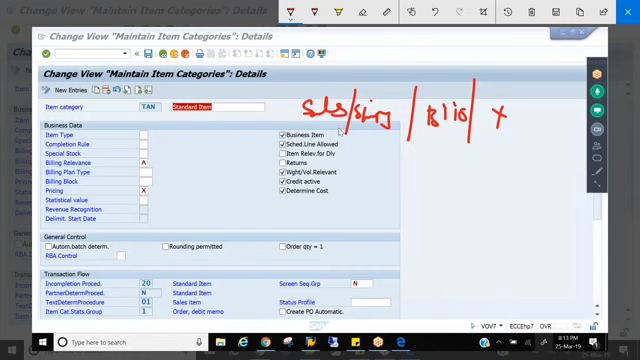 Change View "Maintain Item Categories": Details
Change View "Maintain Item Categories": Details
New Entries
Item category TAN Standard Item
Business Data
Item Type Business Item
Completion Rule Sched.Line Allowed
Special Stock Item Relev.for Dlv
Billing Relevance A Returns
Billing Plan Type Wght/Vol.Relevant
Billing Block Credit active
Pricing X Determine Cost
Statistical value
Revenue Recognition
Delimit. Start Date
General Control
Autom.batch determ. Rounding permitted Order qty = 1
RBA Control
Transaction Flow
Incompletion Proced. 20 Standard Item Screen Seq.Grp N
PartnerDetermProced. N Standard Item
TextDetermProcedure 01 Sales item Status Profile
Item Cat.Stats.Group 1 Order, debit memo Create PO Automatic.
SAP
VOV7 ECCEhp7 OVR
Type here to search
8:13 PM
25-Mar-19